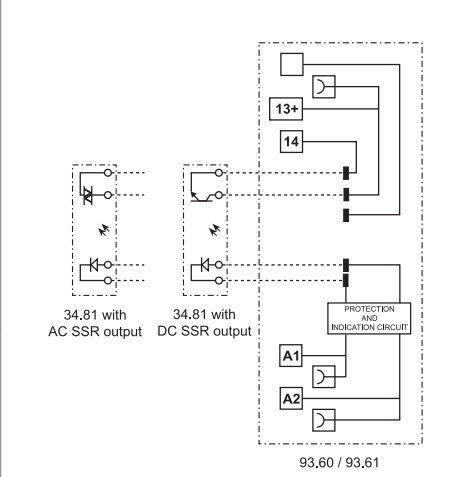 13+
14
34.81 with
AC SSR output
34.81 with
DC SSR output
PROTECTION
AND
INDICATION CIRCUIT
A1
A2
93.60 / 93.61